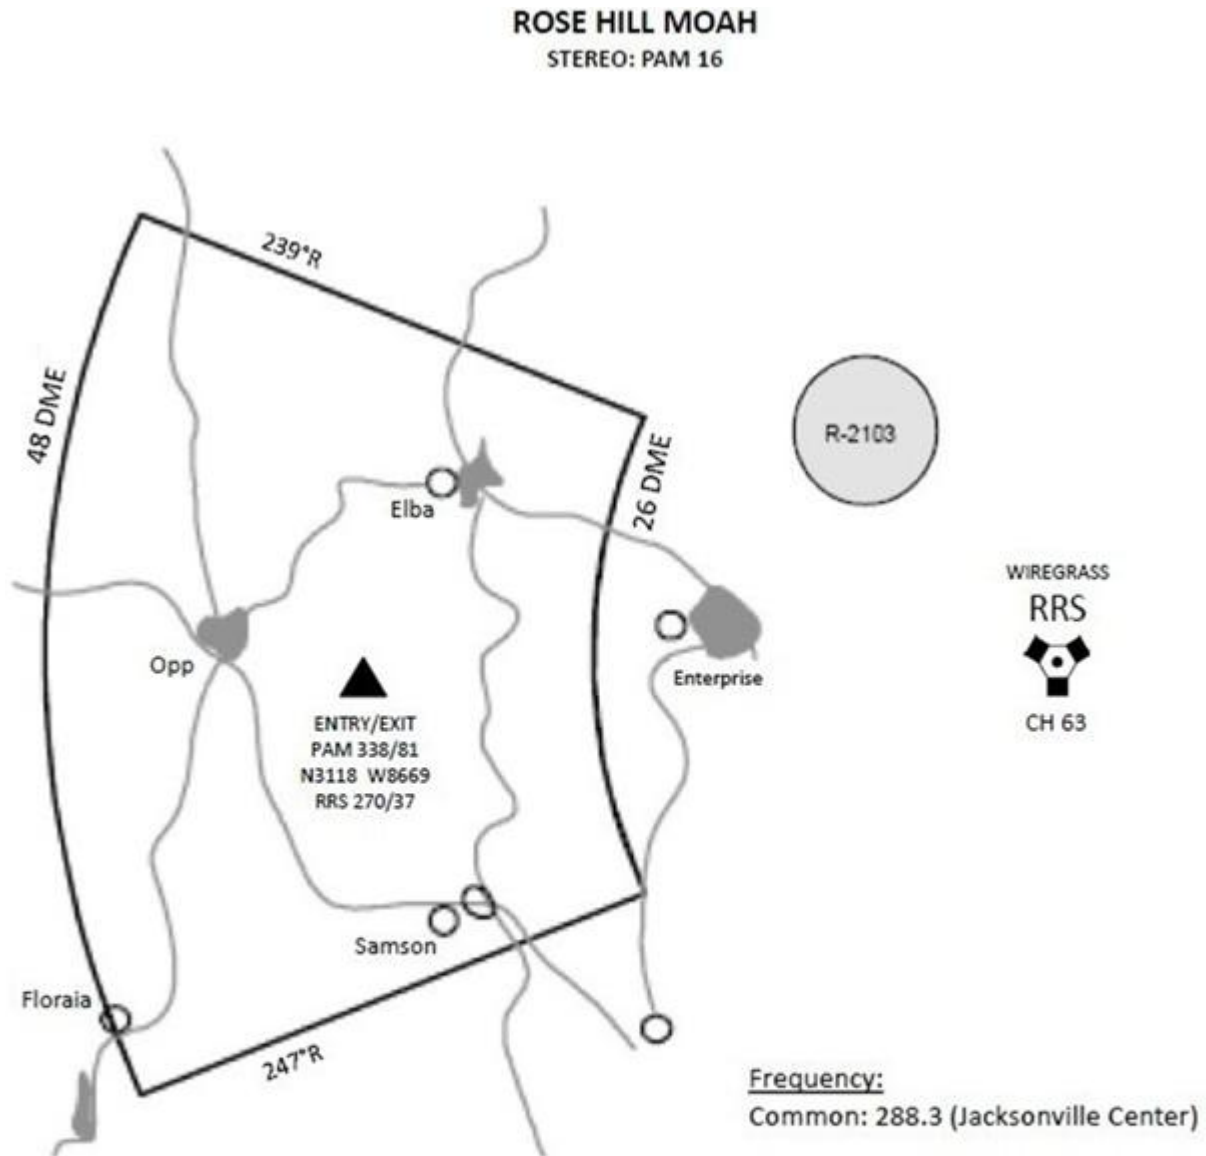 ROSE HILL MOAH
STEREO: PAM 16
239°R
48 DME
26 DME
R-2103
Elba
WIREGRASS
RRS
CH 63
Opp
Enterprise
ENTRY/EXIT
PAM 338/81
N3118 W8669
RRS 270/37
Samson
Floraia
247°R
Frequency:
Common: 288.3 (Jacksonville Center)